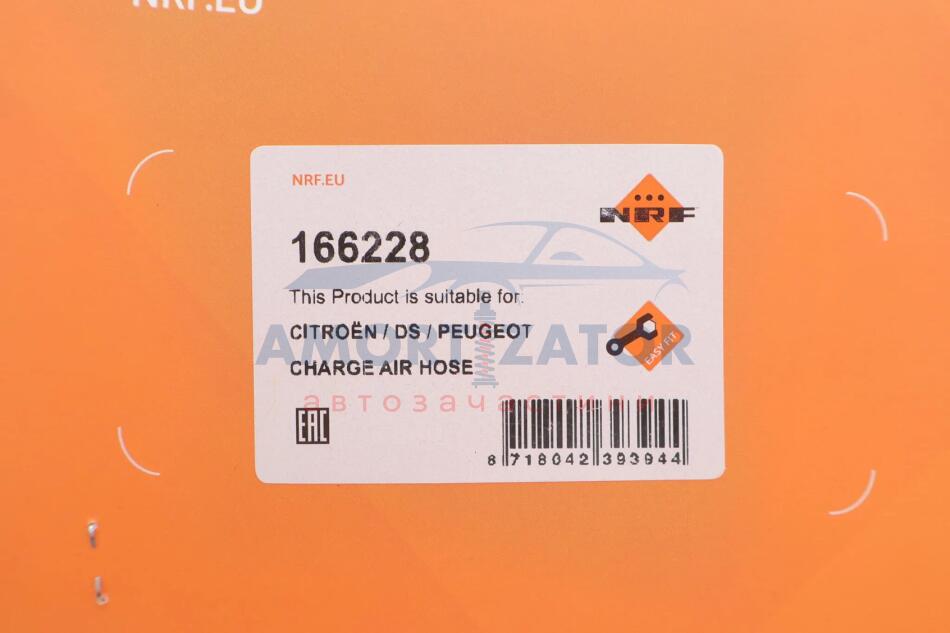 NRF.EU
NRF.EU
NRF
166228
This Product is suitable for:
CITROËN / DS / PEUGEOT
AMORTIZATOR
EASY FIT
CHARGE AIR HOSE
автозачастини
EAC
8 718042 393944